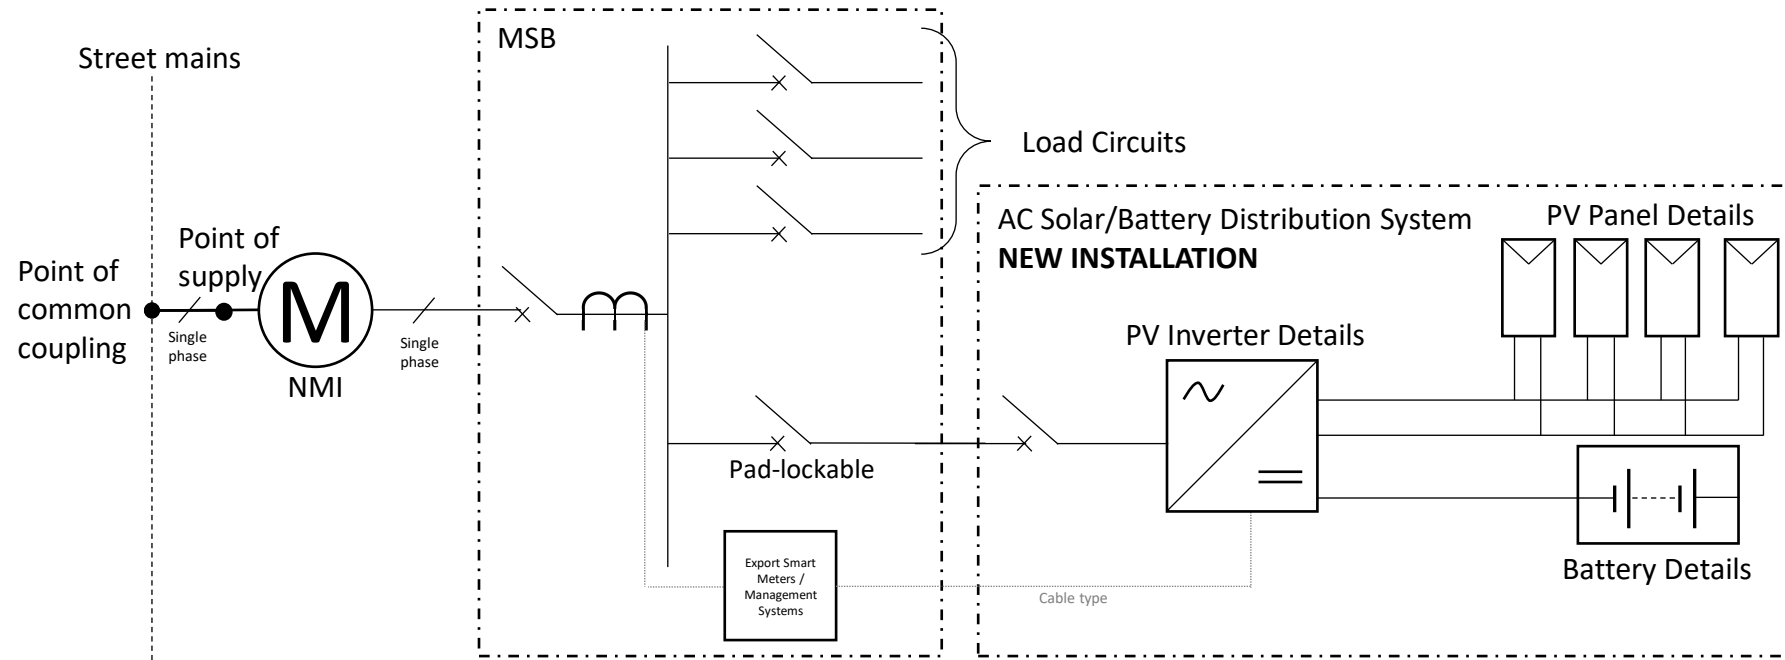 MSB
Street mains
Load Circuits
Point of
supply
Point of
common
coupling
Single
phase
M
NMI
Single
phase
AC Solar/Battery Distribution System
NEW INSTALLATION
PV Panel Details
PV Inverter Details
Pad-lockable
Export Smart
Meters /
Management
Systems
Cable type
Battery Details